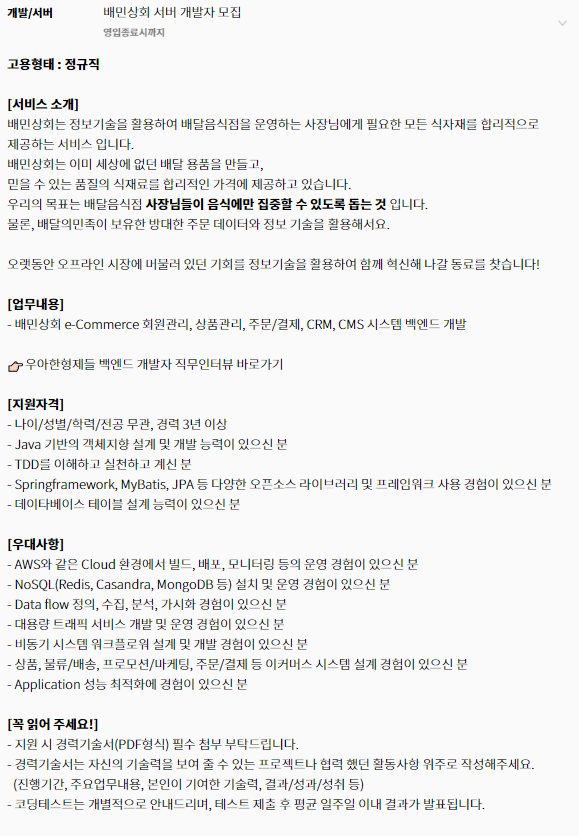 개발/서버 배민상회 서버 개발자 모집
영업종료시까지
고용형태 : 정규직
[서비스 소개]
배민상회는 정보기술을 활용하여 배달음식점을 운영하는 사장님에게 필요한 모든 식자재를 합리적으로
제공하는 서비스 입니다.
배민상회는 이미 세상에 없던 배달 용품을 만들고,
믿을 수 있는 품질의 식재료를 합리적인 가격에 제공하고 있습니다.
우리의 목표는 배달음식점 사장님들이 음식에만 집중할 수 있도록 돕는 것 입니다.
물론, 배달의민족이 보유한 방대한 주문 데이터와 정보 기술을 활용해서요.
오랫동안 오프라인 시장에 머물러 있던 기회를 정보기술을 활용하여 함께 혁신해 나갈 동료를 찾습니다!
[업무내용]
- 배민상회 e-Commerce 회원관리, 상품관리, 주문/결제, CRM, CMS 시스템 백엔드 개발
👉우아한형제들 백엔드 개발자 직무인터뷰 바로가기
[지원자격]
- 나이/성별/학력/전공 무관, 경력 3년 이상
- Java 기반의 객체지향 설계 및 개발 능력이 있으신 분
- TDD를 이해하고 실천하고 계신 분
- Springframework, MyBatis, JPA 등 다양한 오픈소스 라이브러리 및 프레임워크 사용 경험이 있으신 분
- 데이타베이스 테이블 설계 능력이 있으신 분
[우대사항]
- AWS와 같은 Cloud 환경에서 빌드, 배포, 모니터링 등의 운영 경험이 있으신 분
- NoSQL(Redis, Casandra, MongoDB 등) 설치 및 운영 경험이 있으신 분
- Data flow 정의, 수집, 분석, 가시화 경험이 있으신 분
- 대용량 트래픽 서비스 개발 및 운영 경험이 있으신 분
- 비동기 시스템 워크플로워 설계 및 개발 경험이 있으신 분
- 상품, 물류/배송, 프로모션/마케팅, 주문/결제 등 이커머스 시스템 설계 경험이 있으신 분
- Application 성능 최적화에 경험이 있으신 분
[꼭 읽어 주세요!]
- 지원 시 경력기술서(PDF형식) 필수 첨부 부탁드립니다.
- 경력기술서는 자신의 기술력을 보여 줄 수 있는 프로젝트나 협력 했던 활동사항 위주로 작성해주세요.
(진행기간, 주요업무내용, 본인이 기여한 기술력, 결과/성과/성취 등)
- 코딩테스트는 개별적으로 안내드리며, 테스트 제출 후 평균 일주일 이내 결과가 발표됩니다.